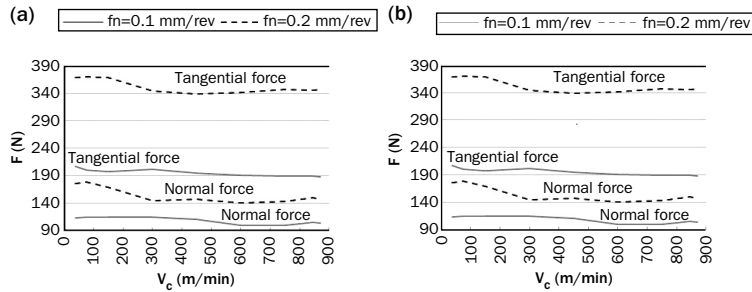 (a)
fn=0.1 mm/rev fn=0.2 mm/rev
390
340
290
240
190
140
90
F (N)
Tangential force
Tangential force
Normal force
Normal force
0 100 200 300 400 500 600 700 800 900
Vc (m/min)
(b)
fn=0.1 mm/rev fn=0.2 mm/rev
390
340
290
240
190
140
90
F (N)
Tangential force
Tangential force
Normal force
Normal force
0 100 200 300 400 500 600 700 800 900
Vc (m/min)